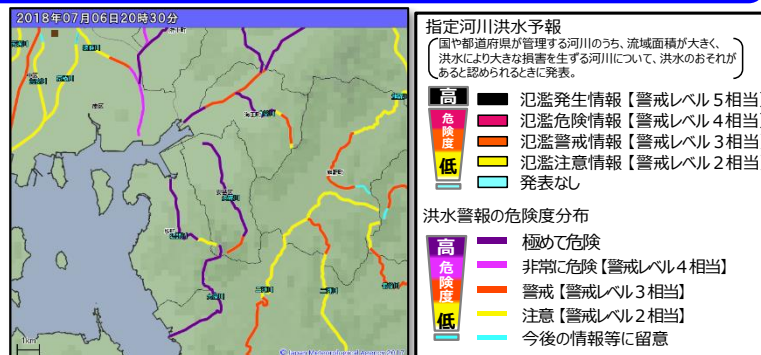 2018年07月06日20時30分
1km
©Japan Meteorological Agency 2017
指定河川洪水予報
国や都道府県が管理する河川のうち、流域面積が大きく、
洪水により大きな損害を生ずる河川について、洪水のおそれが
あると認められるときに発表。
高
危険度
低
氾濫発生情報【警戒レベル5相当】
氾濫危険情報【警戒レベル4相当】
氾濫警戒情報【警戒レベル3相当】
氾濫注意情報【警戒レベル2相当】
発表なし
洪水警報の危険度分布
高
危険度
低
極めて危険
非常に危険【警戒レベル4相当】
警戒【警戒レベル3相当】
注意【警戒レベル2相当】
今後の情報等に留意